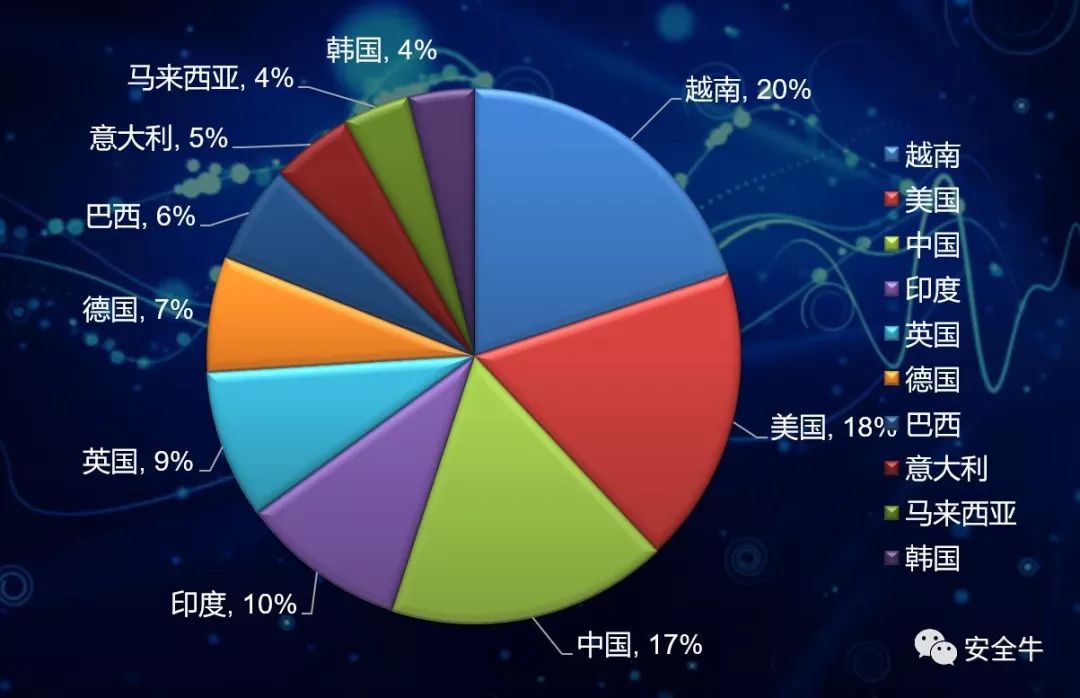 韩国, 4%
马来西亚, 4%
越南, 20%
意大利, 5%
巴西, 6%
德国, 7%
美国, 18%
英国, 9%
印度, 10%
中国, 17%
越南
美国
中国
印度
英国
德国
巴西
意大利
马来西亚
韩国
安全牛